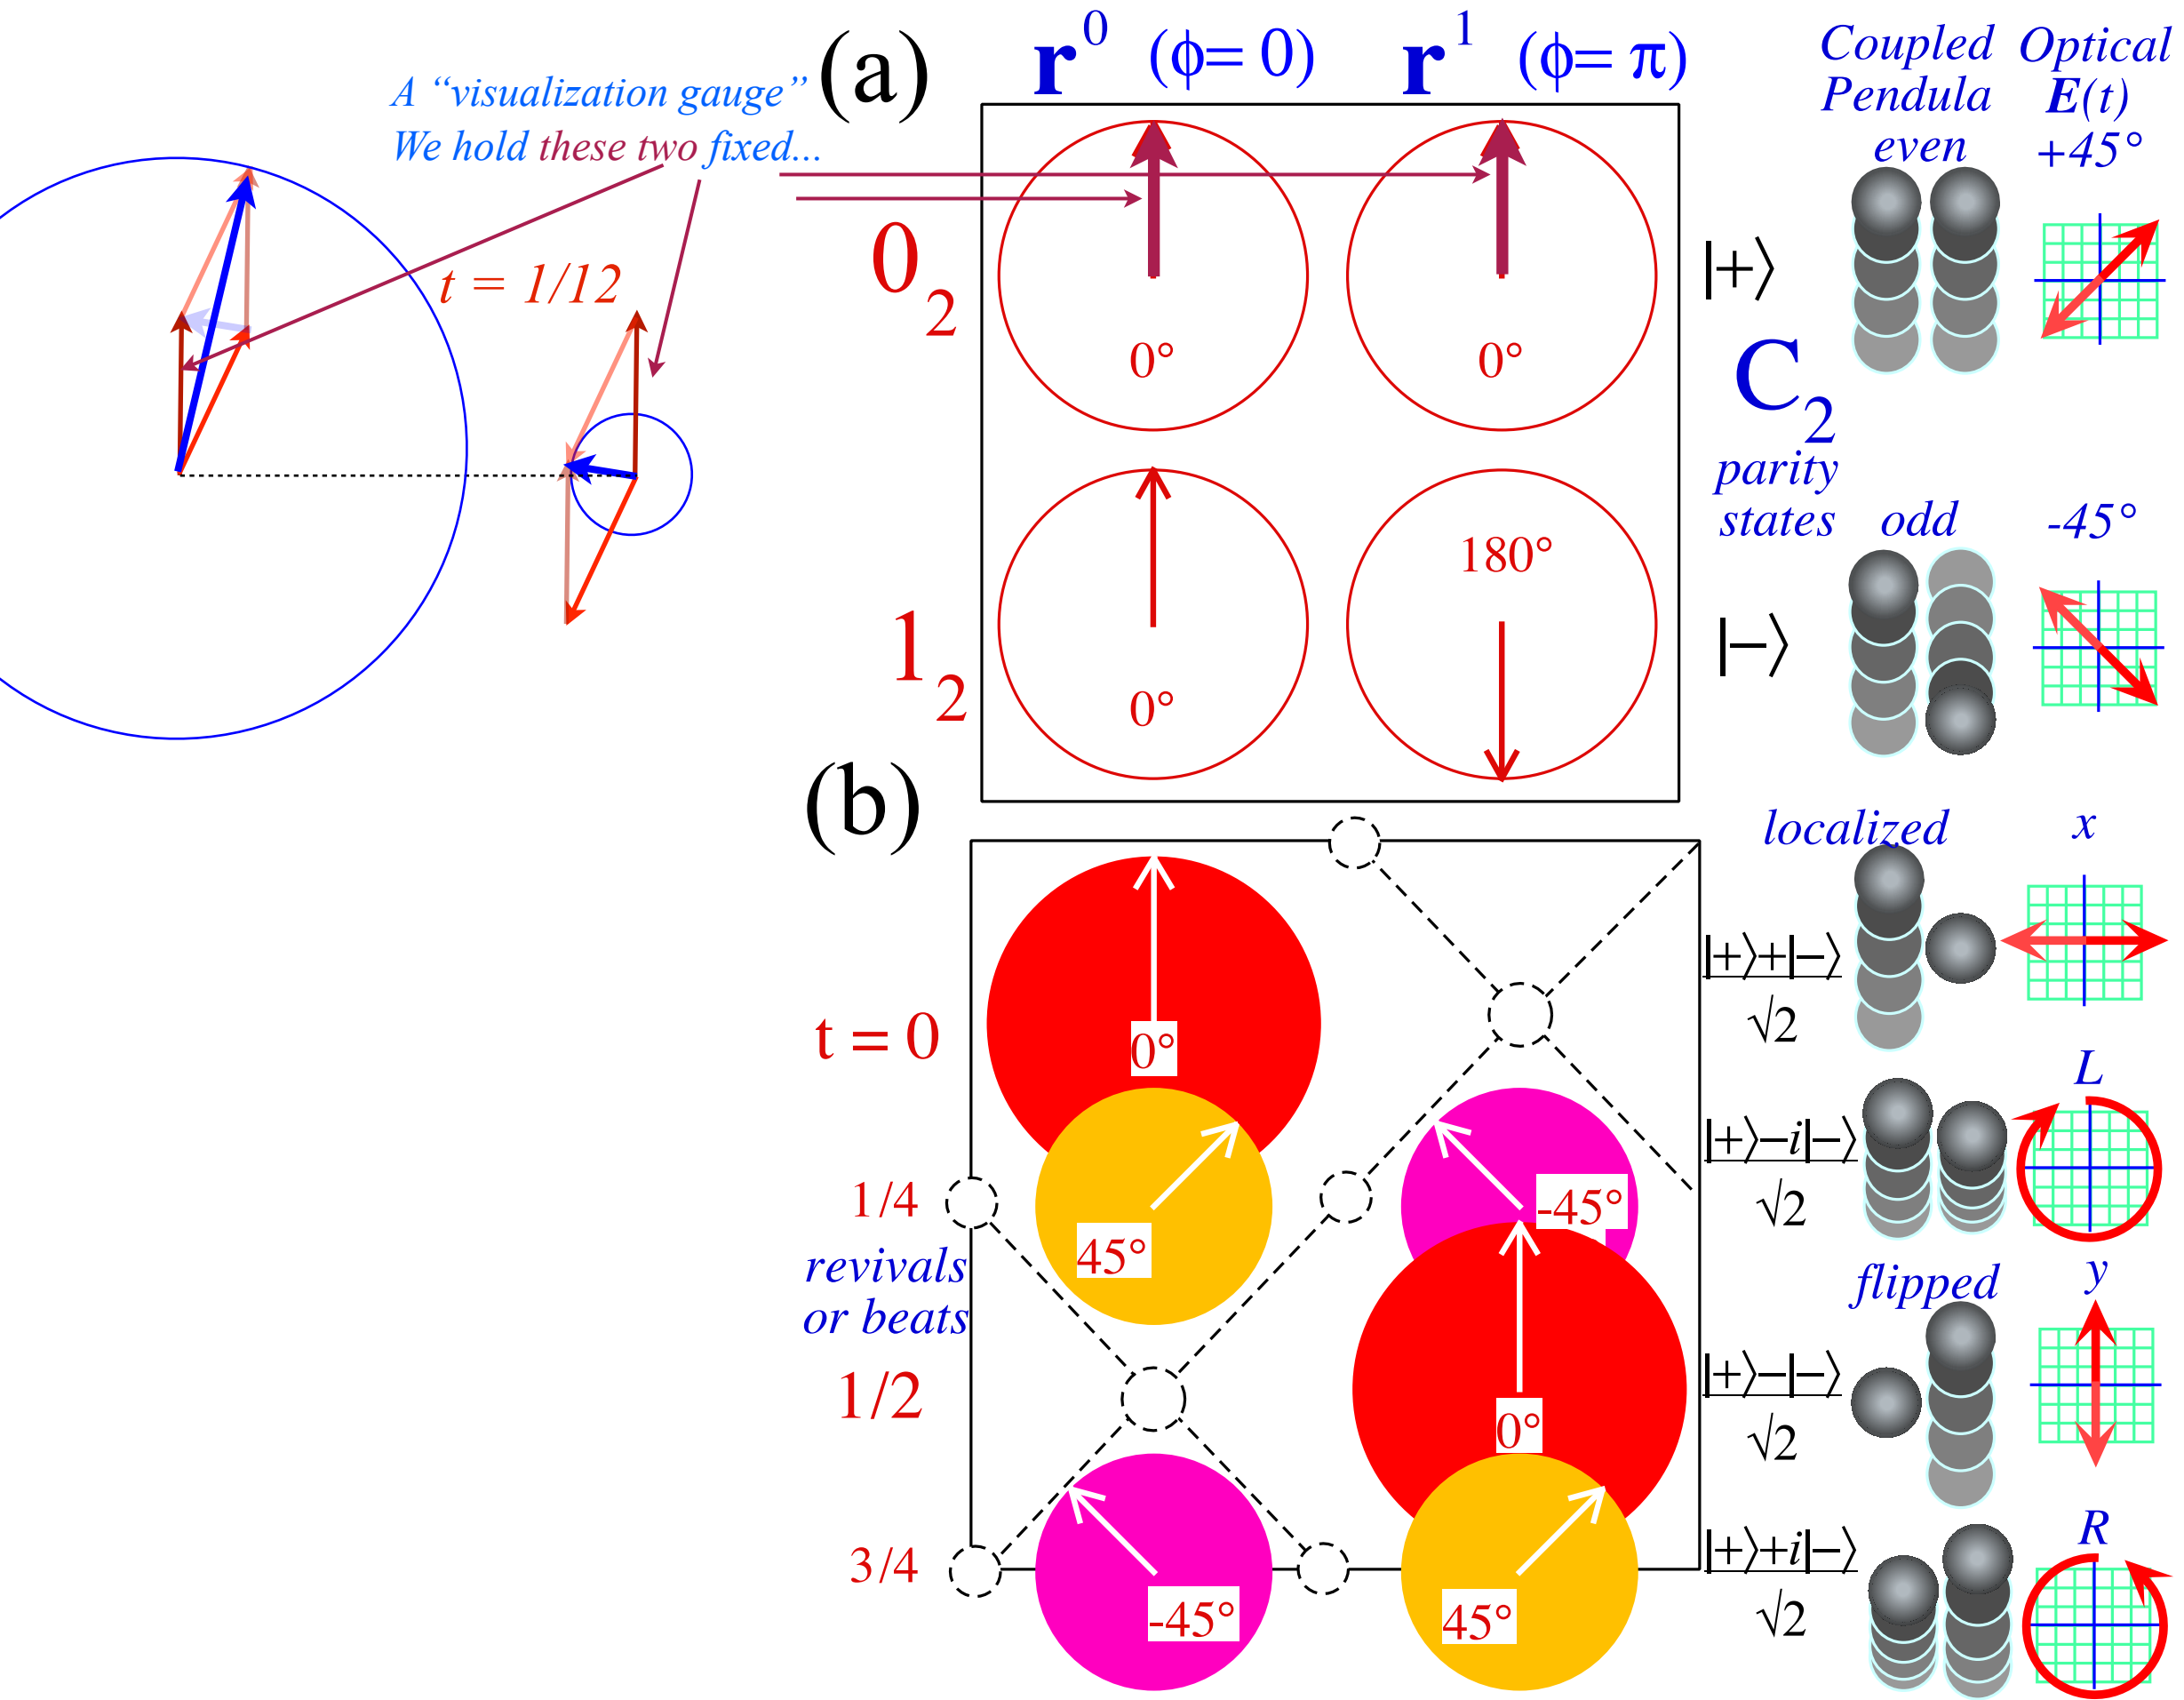 A “visualization gauge”
We hold these two fixed...
t = 1/12
(a)
r⁰ (ϕ= 0)
r¹ (ϕ= π)
0₂
0°
0°
1₂
0°
180°
|+⟩
C₂
parity
states
|−⟩
Coupled
Pendula
even
odd
Optical
E(t)
+45°
-45°
(b)
t = 0
0°
1/4
45°
-45°
revivals
or beats
1/2
0°
3/4
-45°
45°
localized
x
|+⟩+|−⟩
√2
L
|+⟩−i|−⟩
√2
flipped
y
|+⟩−|−⟩
√2
R
|+⟩+i|−⟩
√2